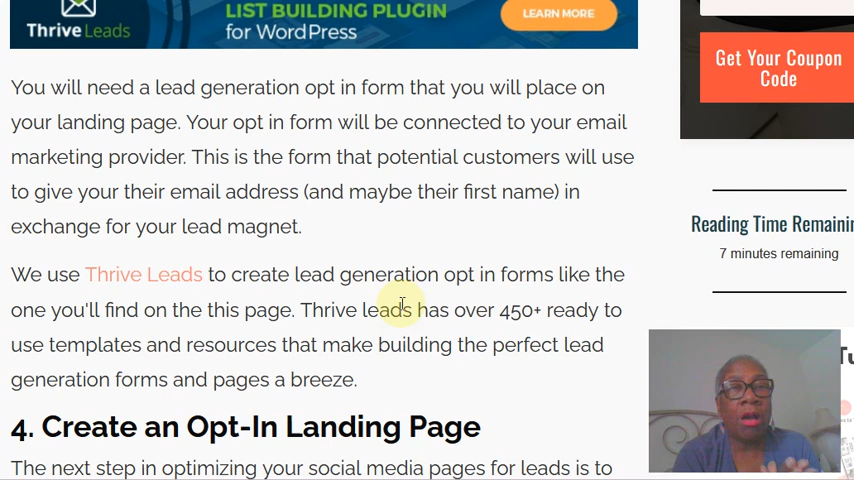 LIST BUILDING PLUGIN
for WordPress
Thrive Leads
LEARN MORE
You will need a lead generation opt in form that you will place on
your landing page. Your opt in form will be connected to your email
marketing provider. This is the form that potential customers will use
to give your their email address (and maybe their first name) in
exchange for your lead magnet.
We use Thrive Leads to create lead generation opt in forms like the
one you'll find on the this page. Thrive leads has over 450+ ready to
use templates and resources that make building the perfect lead
generation forms and pages a breeze.
4. Create an Opt-In Landing Page
The next step in optimizing your social media pages for leads is to
Get Your Coupon
Code
Reading Time Remainin
7 minutes remaining